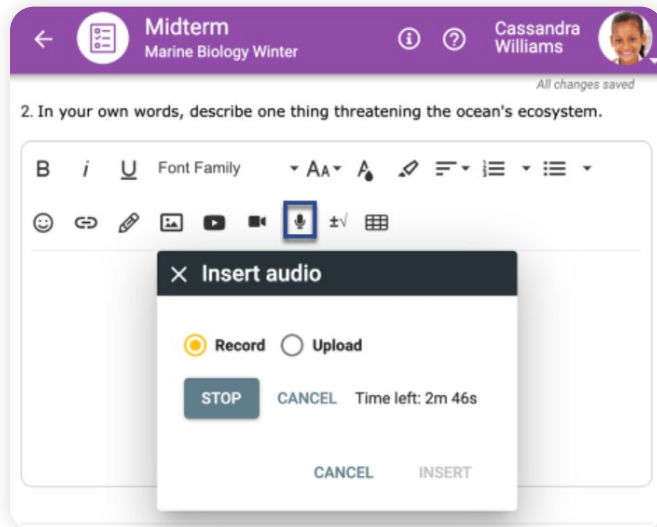 Midterm
Marine Biology Winter
Cassandra
Williams
All changes saved
2. In your own words, describe one thing threatening the ocean's ecosystem.
B i U Font Family AA A
±√
Insert audio
Record Upload
STOP CANCEL Time left: 2m 46s
CANCEL INSERT